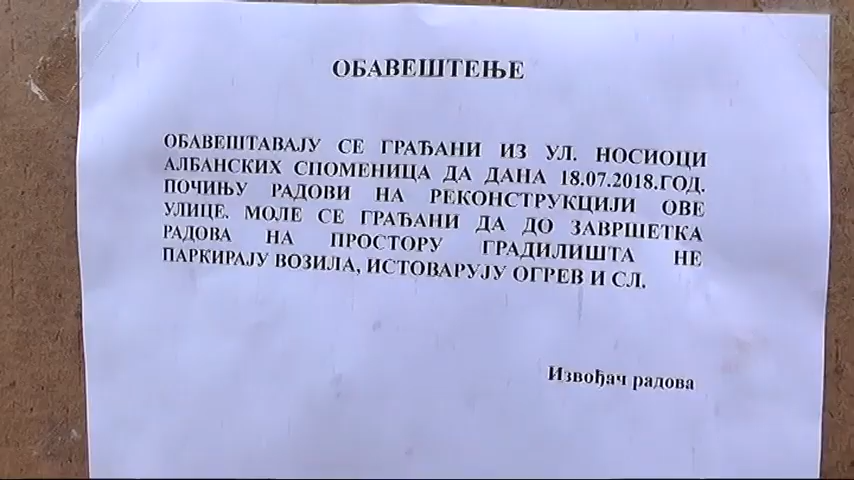 ОБАВЕШТЕЊЕ
ОБАВЕШТАВАЈУ СЕ ГРАЂАНИ ИЗ УЛ. НОСИОЦИ
АЛБАНСКИХ СПОМЕНИЦА ДА ДАНА 18.07.2018.ГОД.
ПОЧИЊУ РАДОВИ НА РЕКОНСТРУКЦИЈИ ОВЕ
УЛИЦЕ. МОЛЕ СЕ ГРАЂАНИ ДА ДО ЗАВРШЕТКА
РАДОВА НА ПРОСТОРУ ГРАДИЛИШТА НЕ
ПАРКИРАЈУ ВОЗИЛА, ИСТОВАРУЈУ ОГРЕВ И СЛ.
Извођач радова